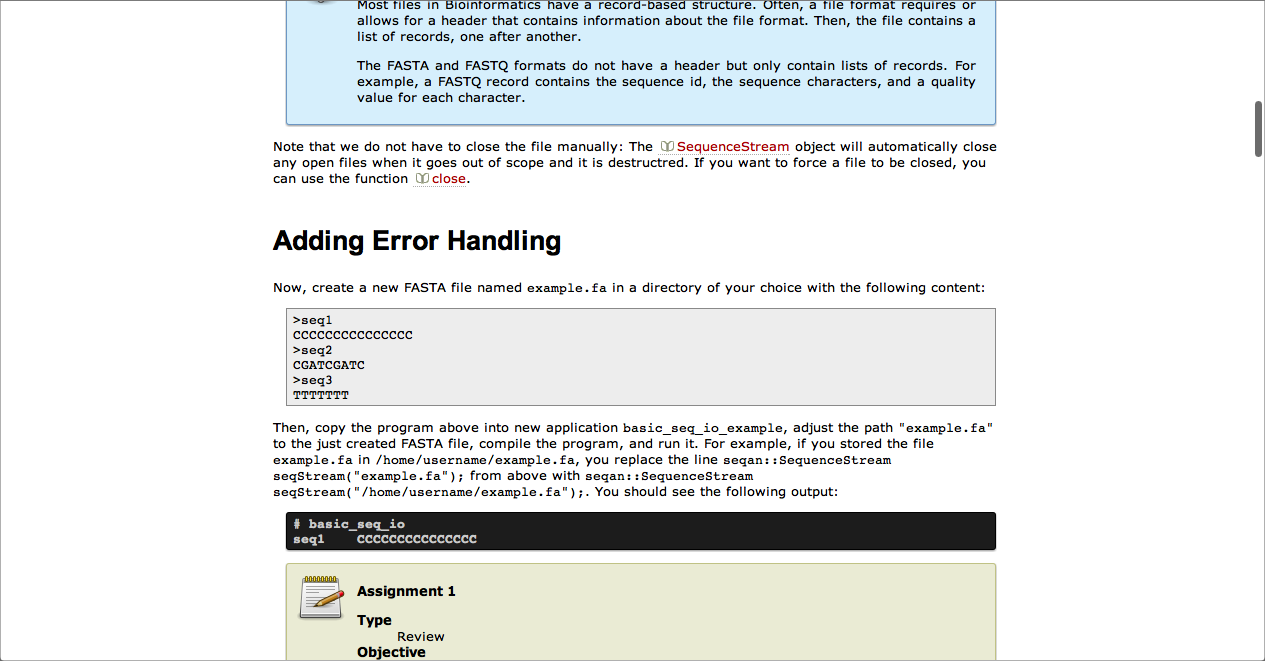 Most files in Bioinformatics have a record-based structure. Often, a file format requires or
allows for a header that contains information about the file format. Then, the file contains a
list of records, one after another.
The FASTA and FASTQ formats do not have a header but only contain lists of records. For
example, a FASTQ record contains the sequence id, the sequence characters, and a quality
value for each character.
Note that we do not have to close the file manually: The SequenceStream object will automatically close
any open files when it goes out of scope and it is destructred. If you want to force a file to be closed, you
can use the function close.
Adding Error Handling
Now, create a new FASTA file named example.fa in a directory of your choice with the following content:
>seq1
CCCCCCCCCCCCCCC
>seq2
CGATCGATC
>seq3
TTTTTTT
Then, copy the program above into new application basic_seq_io_example, adjust the path "example.fa"
to the just created FASTA file, compile the program, and run it. For example, if you stored the file
example.fa in /home/username/example.fa, you replace the line seqan::SequenceStream
seqStream("example.fa"); from above with seqan::SequenceStream
seqStream("/home/username/example.fa");. You should see the following output:
# basic_seq_io
seq1    CCCCCCCCCCCCCCC
Assignment 1
Type
Review
Objective